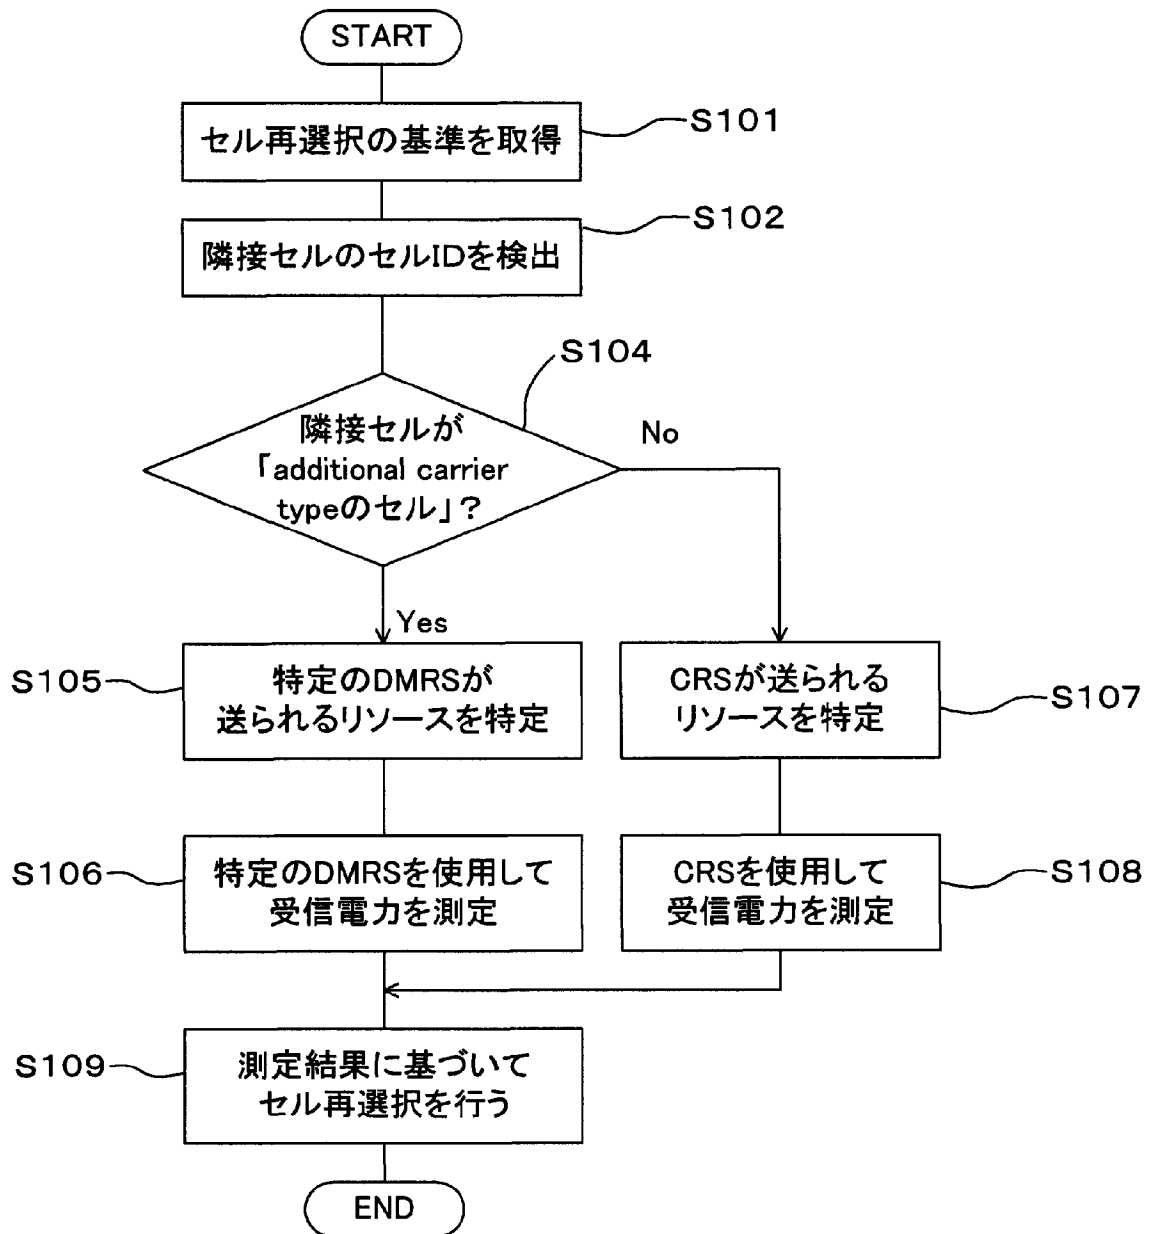 START
セル再選択の基準を取得
S101
隣接セルのセルIDを検出
S102
S104
隣接セルが
「additional carrier
typeのセル」?
No
Yes
S105
特定のDMRSが
送られるリソースを特定
CRSが送られる
リソースを特定
S107
S106
特定のDMRSを使用して
受信電力を測定
CRSを使用して
受信電力を測定
S108
S109
測定結果に基づいて
セル再選択を行う
END